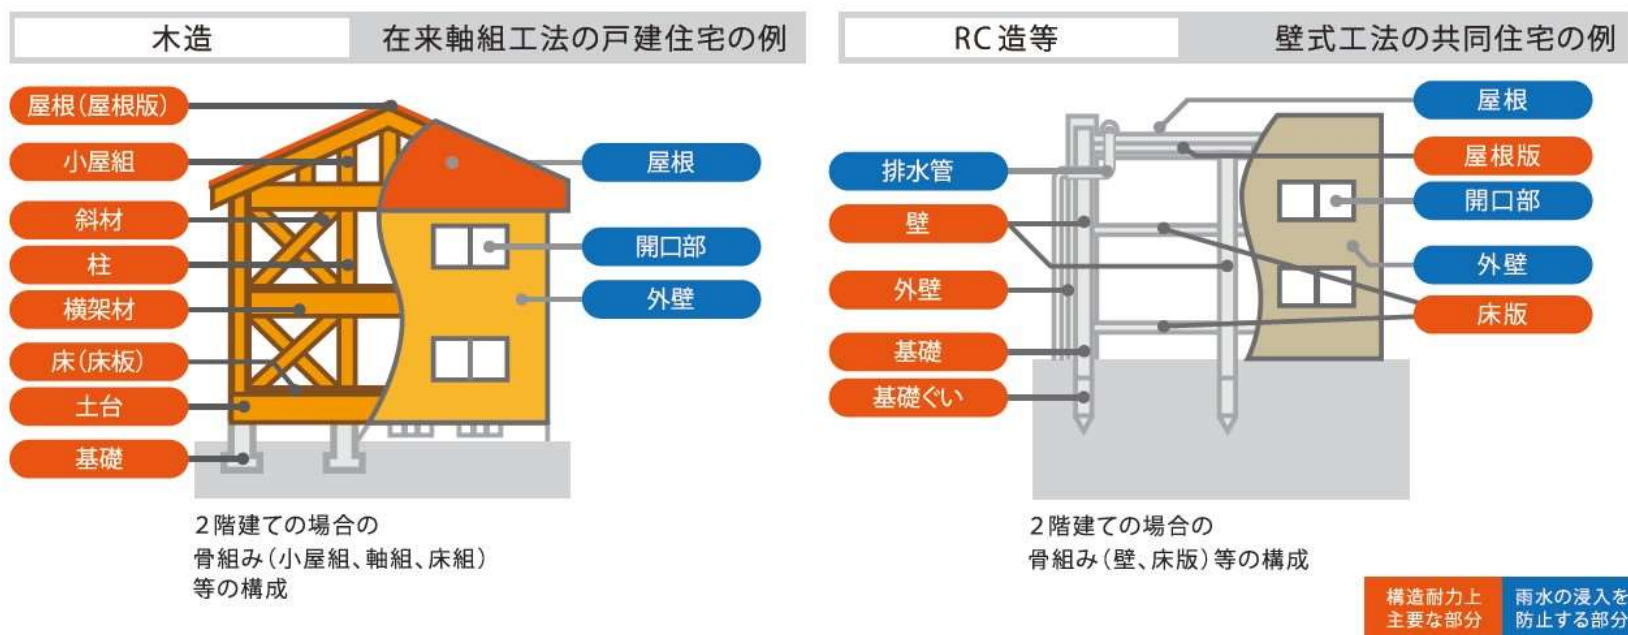 木造
在来軸組工法の戸建住宅の例
屋根(屋根版)
小屋組
斜材
柱
横架材
床(床板)
土台
基礎
屋根
開口部
外壁
2階建ての場合の
骨組み(小屋組、軸組、床組)
等の構成
RC造等
壁式工法の共同住宅の例
排水管
壁
外壁
基礎
基礎ぐい
屋根
屋根版
開口部
外壁
床版
2階建ての場合の
骨組み(壁、床版)等の構成
構造耐力上
主要な部分
雨水の浸入を
防止する部分